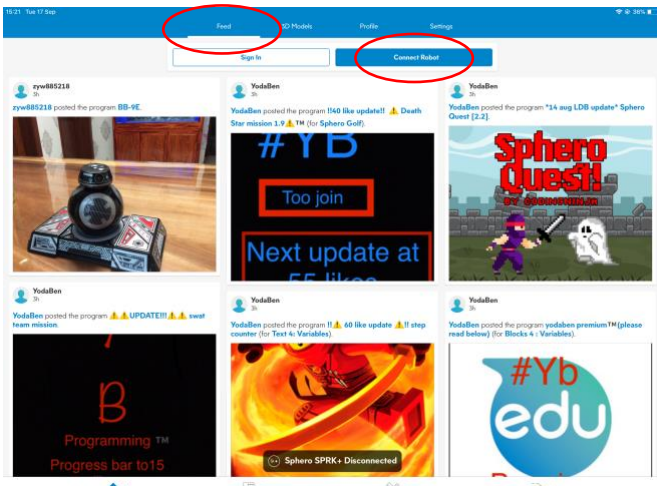 15:21 Tue 17 Sep
36%
Feed
3D Models
Profile
Settings
Sign In
Connect Robot
zyw885218
3h
zyw885218 posted the program BB-9E.
YodaBen
3h
YodaBen posted the program !!40 like update!! ⚠️ Death
Star mission 1.9⚠️™ (for Sphero Golf).
#YB
Too join
Next update at
55 likes
YodaBen
3h
YodaBen posted the program *14 aug LDB update* Sphero
Quest [2.2].
Sphero
Quest!
BY CODMOMIN.IN
YodaBen
3h
YodaBen posted the program ⚠️⚠️UPDATE!!!⚠️⚠️ swat
team mission.
B
Programming ™
Progress bar to15
YodaBen
3h
YodaBen posted the program !!⚠️ 60 like update ⚠️!! step
counter (for Text 4: Variables).
Sphero SPRK+ Disconnected
YodaBen
3h
YodaBen posted the program yodaben premium™(please
read below) (for Blocks 4 : Variables).
#Yb
edu